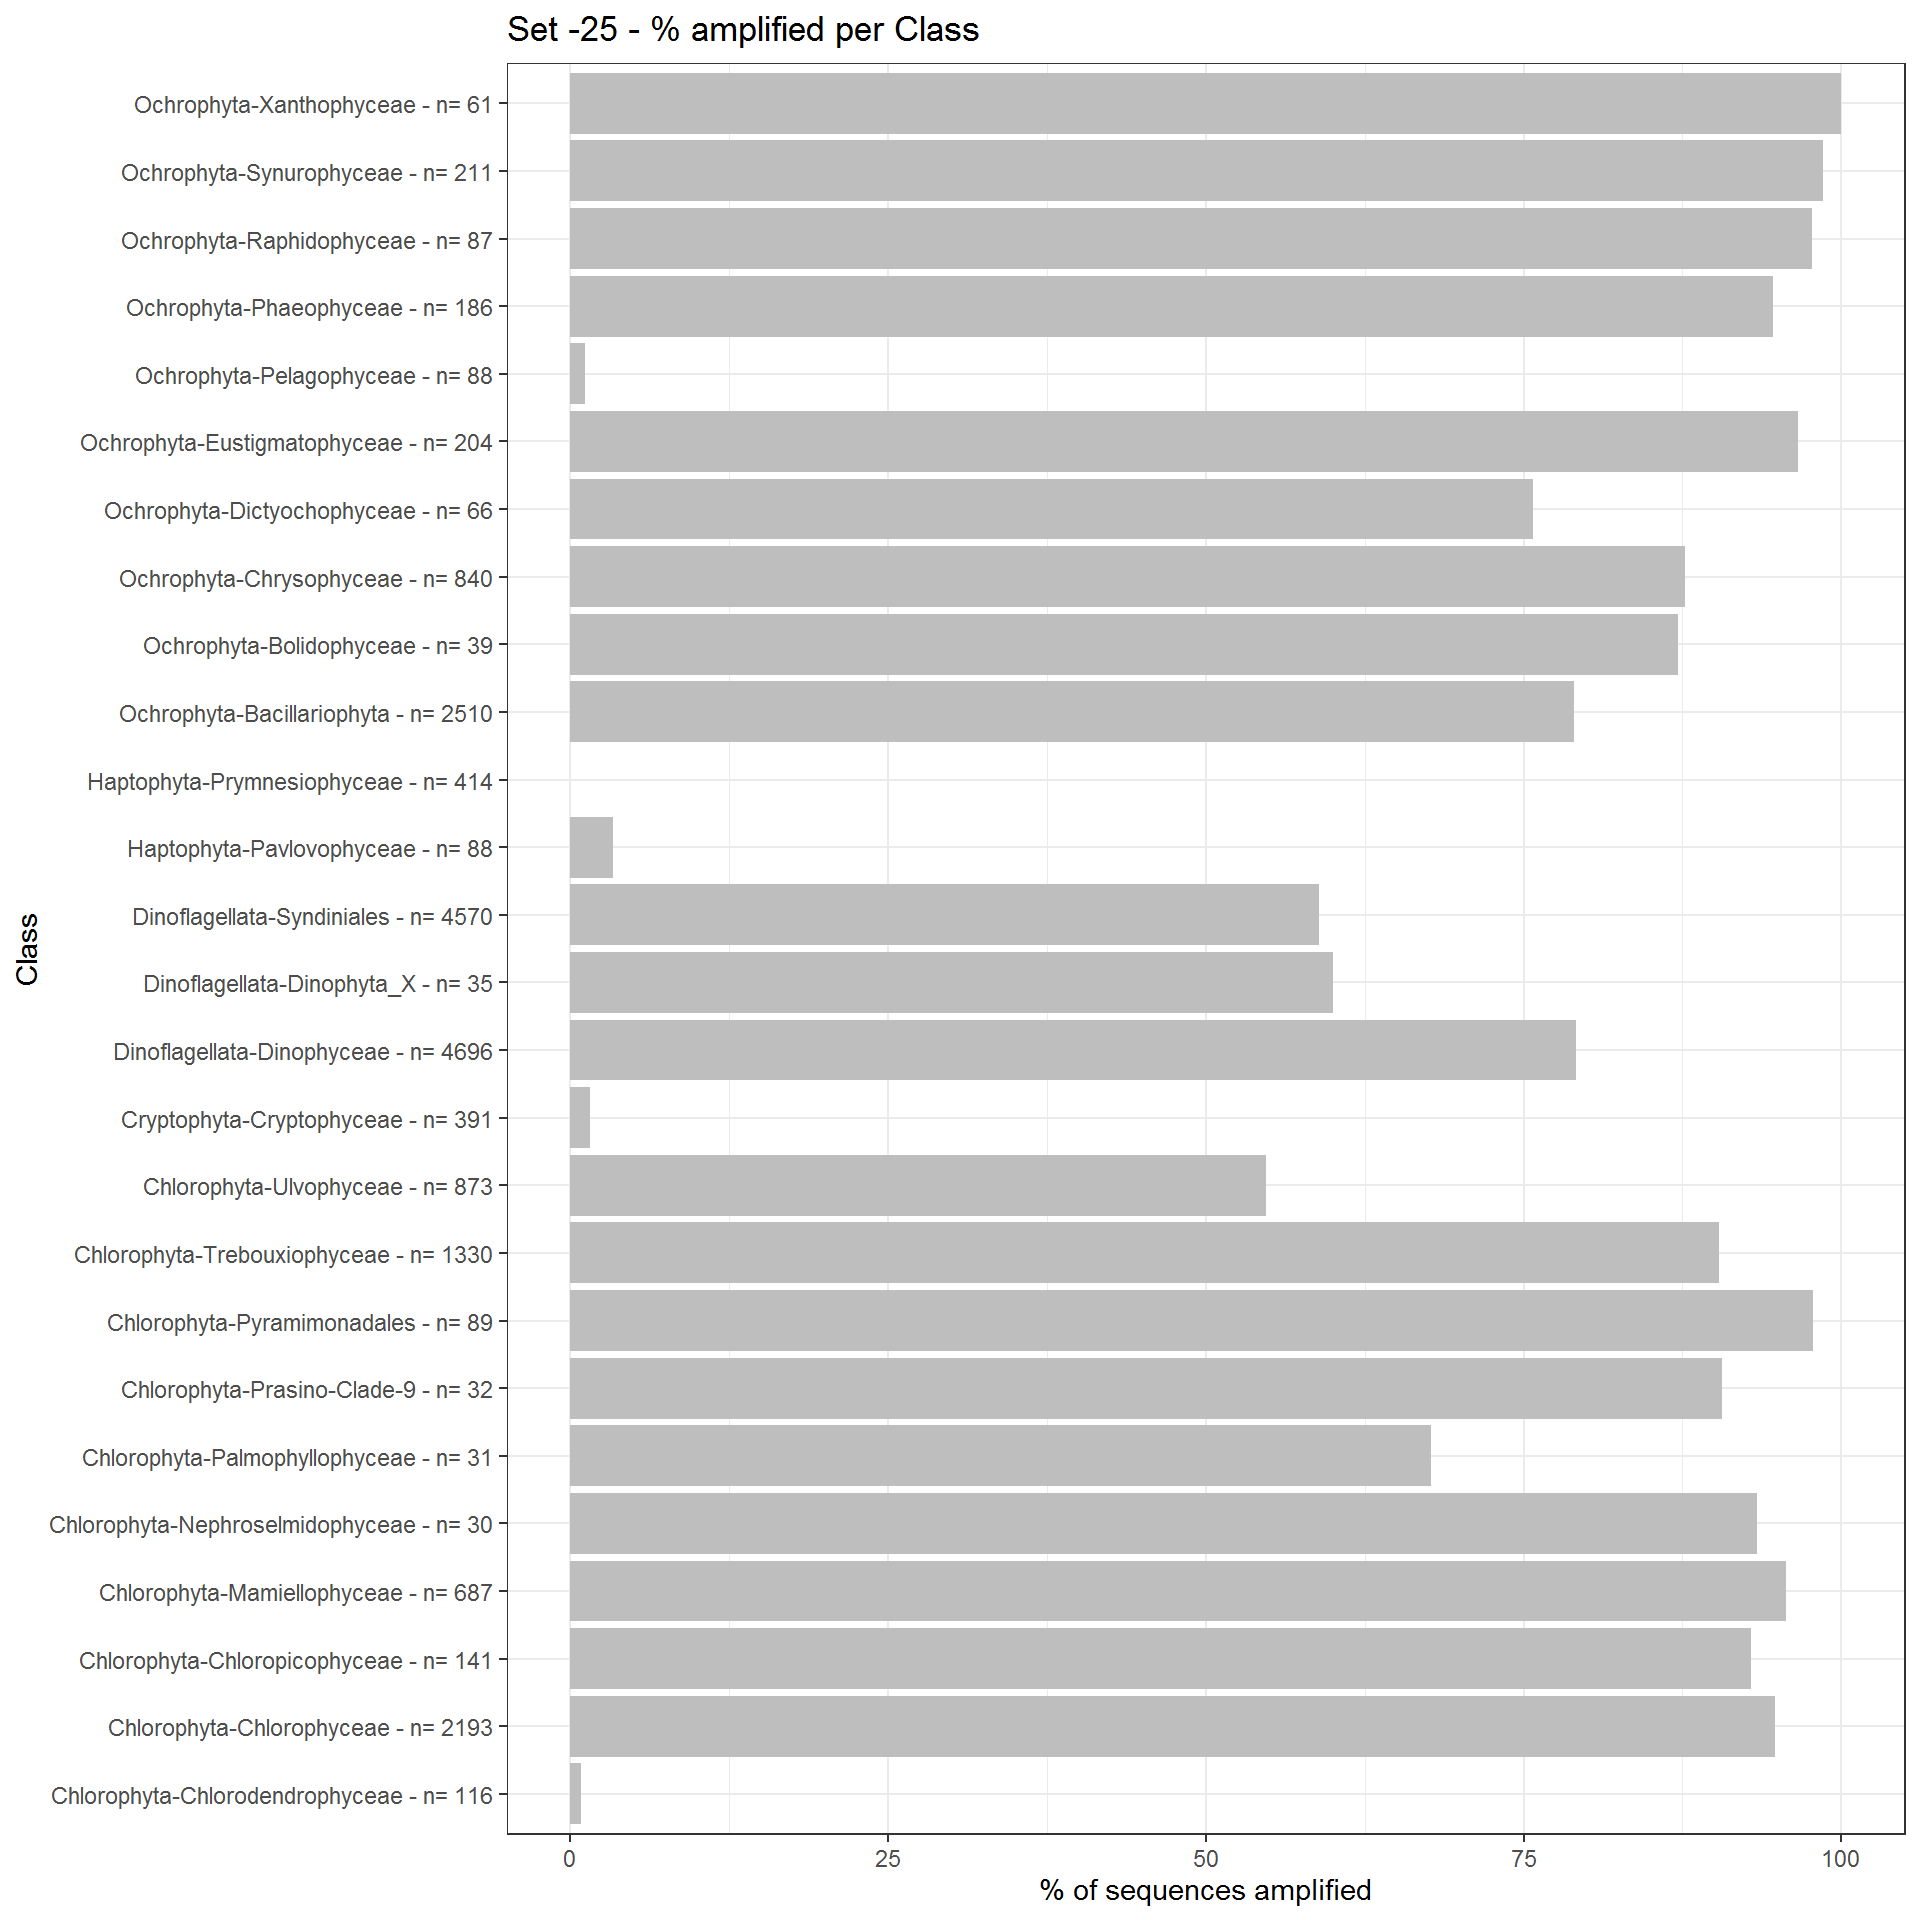 Set -25 - % amplified per Class
Class
Ochrophyta-Xanthophyceae - n= 61
Ochrophyta-Synurophyceae - n= 211
Ochrophyta-Raphidophyceae - n= 87
Ochrophyta-Phaeophyceae - n= 186
Ochrophyta-Pelagophyceae - n= 88
Ochrophyta-Eustigmatophyceae - n= 204
Ochrophyta-Dictyochophyceae - n= 66
Ochrophyta-Chrysophyceae - n= 840
Ochrophyta-Bolidophyceae - n= 39
Ochrophyta-Bacillariophyta - n= 2510
Haptophyta-Prymnesiophyceae - n= 414
Haptophyta-Pavlovophyceae - n= 88
Dinoflagellata-Syndiniales - n= 4570
Dinoflagellata-Dinophyta_X - n= 35
Dinoflagellata-Dinophyceae - n= 4696
Cryptophyta-Cryptophyceae - n= 391
Chlorophyta-Ulvophyceae - n= 873
Chlorophyta-Trebouxiophyceae - n= 1330
Chlorophyta-Pyramimonadales - n= 89
Chlorophyta-Prasino-Clade-9 - n= 32
Chlorophyta-Palmophyllophyceae - n= 31
Chlorophyta-Nephroselmidophyceae - n= 30
Chlorophyta-Mamiellophyceae - n= 687
Chlorophyta-Chloropicophyceae - n= 141
Chlorophyta-Chlorophyceae - n= 2193
Chlorophyta-Chlorodendrophyceae - n= 116
0 25 50 75 100
% of sequences amplified